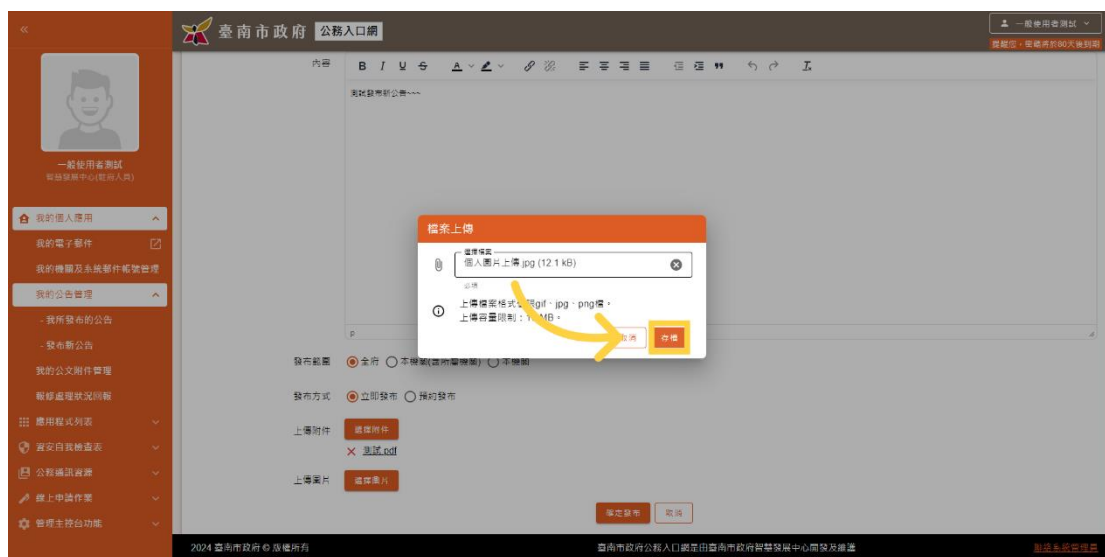 臺南市政府 公務入口網
一般使用者測試
提醒您，密碼將於80天後到期
一般使用者測試
智慧發展中心(教府人員)
我的個人應用
我的電子郵件
我的機關及系統郵件帳號管理
我的公告管理
- 我所發布的公告
- 發布新公告
我的公文附件管理
報修處理狀況回報
應用程式列表
資安自我檢查表
公務通訊資源
線上申請作業
管理主控台功能
內容
測試發布新公告~~~
檔案上傳
選擇檔案
個人圖片上傳.jpg (12.1 kB)
必填
上傳檔案格式
gif、jpg、png檔。
上傳容量限制：1
MB。
取消
存檔
P
發布範圍
全府
本機關(含所屬機關)
本機關
發布方式
立即發布
預約發布
上傳附件
選擇附件
測試.pdf
上傳圖片
選擇圖片
確定發布
取消
2024 臺南市政府 © 版權所有
臺南市政府公務入口網是由臺南市政府智慧發展中心開發及維護
聯絡系統管理員